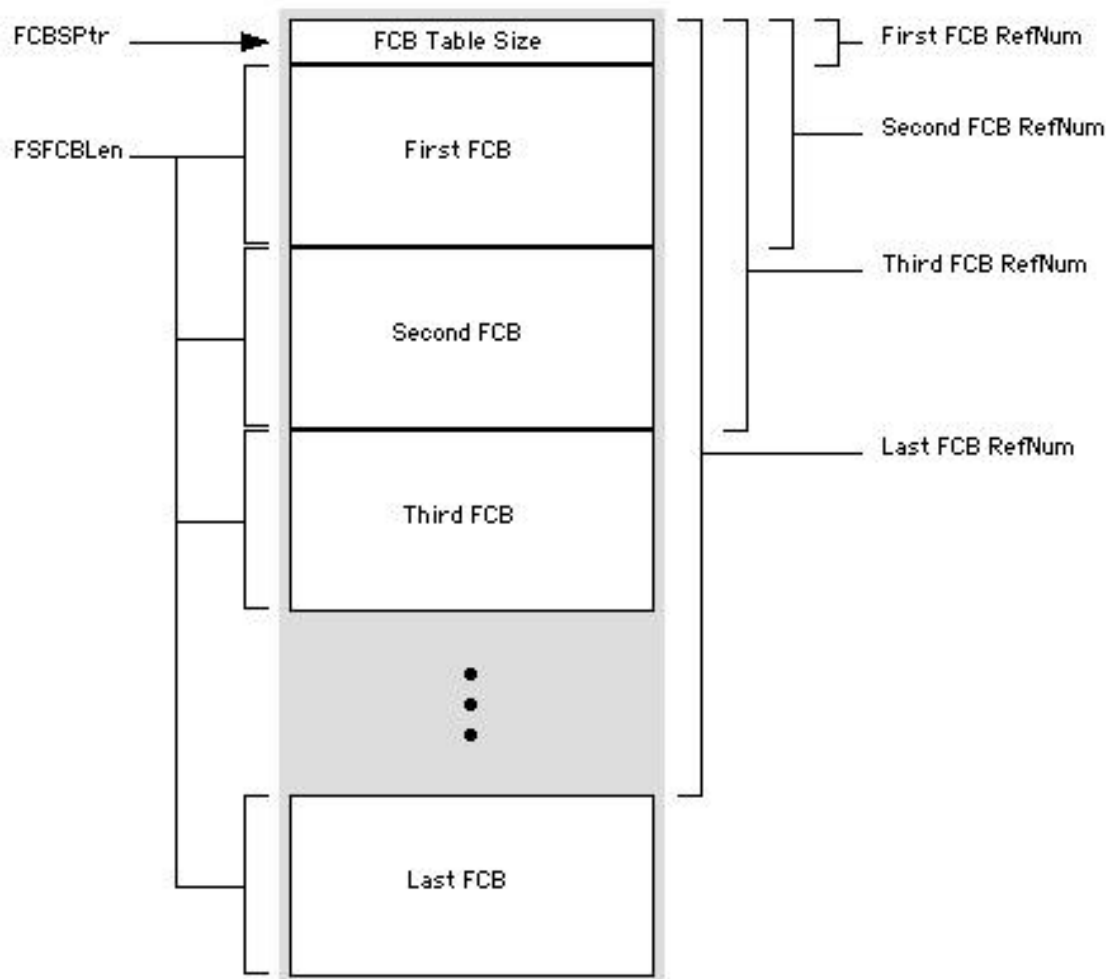 FCBSPtr
FCB Table Size
First FCB RefNum
Second FCB RefNum
FSFCBLen
First FCB
Third FCB RefNum
Second FCB
Last FCB RefNum
Third FCB
Last FCB